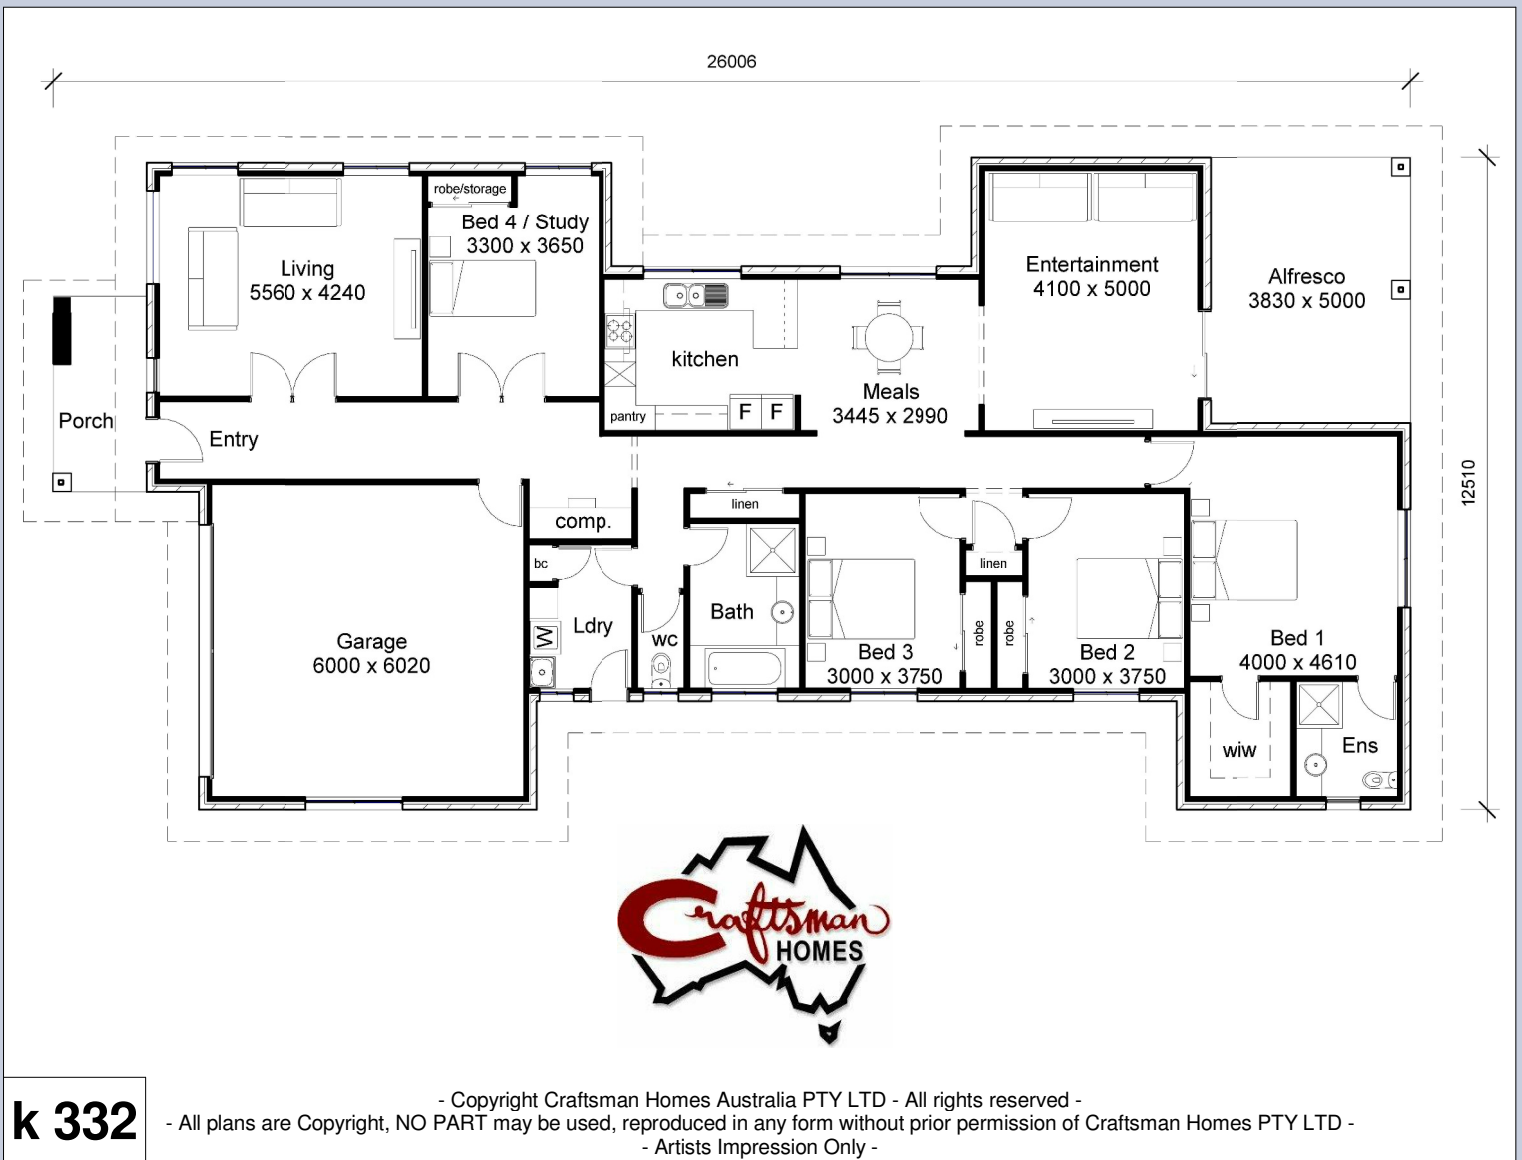 26006
robe/storage
Bed 4 / Study
3300 x 3650
Living
5560 x 4240
Entertainment
4100 x 5000
Alfresco
3830 x 5000
kitchen
Meals
3445 x 2990
pantry
F F
Porch
Entry
12510
linen
comp.
bc
linen
Garage
6000 x 6020
W
Ldry
wc
Bath
Bed 3
3000 x 3750
robe
robe
Bed 2
3000 x 3750
Bed 1
4000 x 4610
wiw
Ens
Craftsman
HOMES
k 332
- Copyright Craftsman Homes Australia PTY LTD - All rights reserved -
- All plans are Copyright, NO PART may be used, reproduced in any form without prior permission of Craftsman Homes PTY LTD -
- Artists Impression Only -